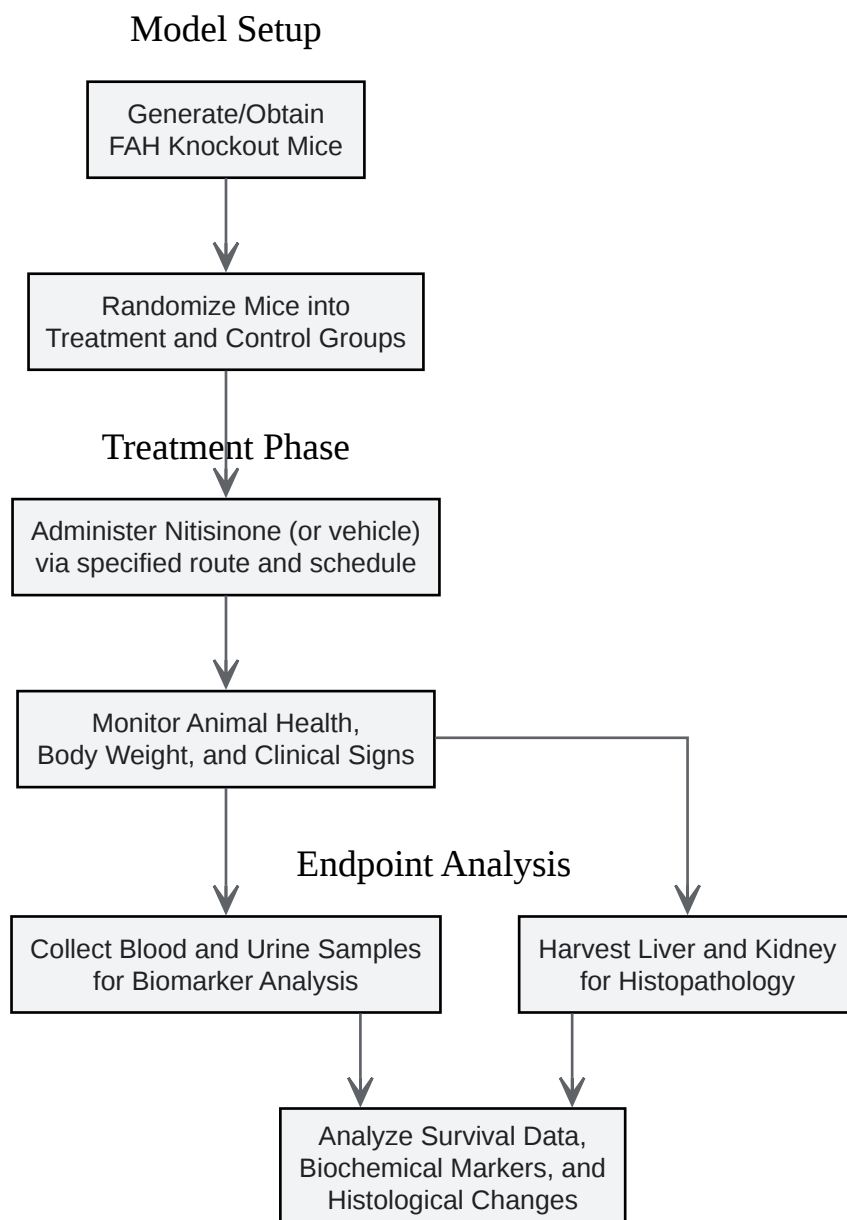 Model Setup
Generate/Obtain
FAH Knockout Mice
Randomize Mice into
Treatment and Control Groups
Treatment Phase
Administer Nitisinone (or vehicle)
via specified route and schedule
Monitor Animal Health,
Body Weight, and Clinical Signs
Endpoint Analysis
Collect Blood and Urine Samples
for Biomarker Analysis
Harvest Liver and Kidney
for Histopathology
Analyze Survival Data,
Biochemical Markers, and
Histological Changes